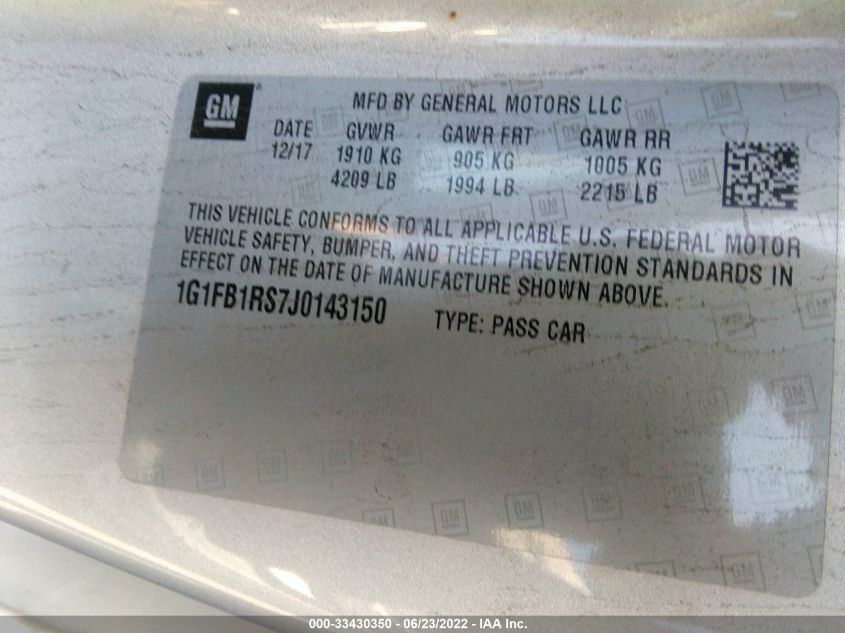 GM
MFD BY GENERAL MOTORS LLC
DATE GVWR GAWR FRT GAWR RR
12/17 1910 KG 905 KG 1005 KG
4209 LB 1994 LB 2215 LB
THIS VEHICLE CONFORMS TO ALL APPLICABLE U.S. FEDERAL MOTOR
VEHICLE SAFETY, BUMPER, AND THEFT PREVENTION STANDARDS IN
EFFECT ON THE DATE OF MANUFACTURE SHOWN ABOVE.
1G1FB1RS7J0143150 TYPE: PASS CAR
000-33430350 - 06/23/2022 - IAA Inc.